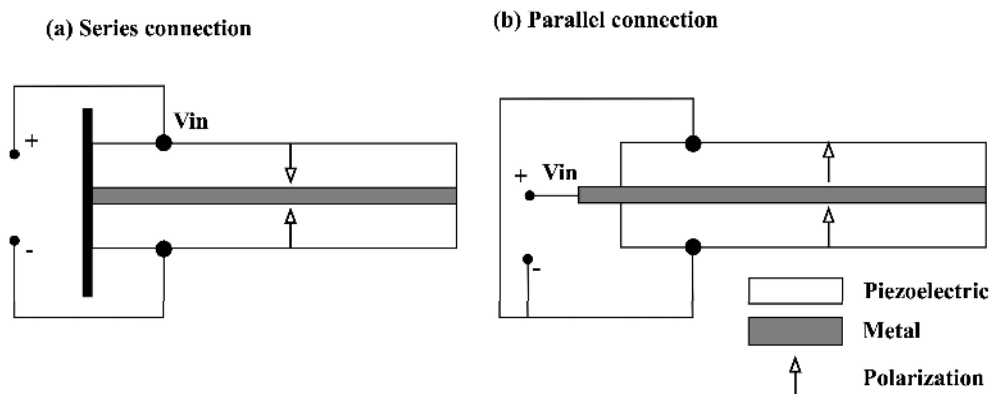 (a) Series connection
Vin
+
-
(b) Parallel connection
+
Vin
-
Piezoelectric
Metal
Polarization